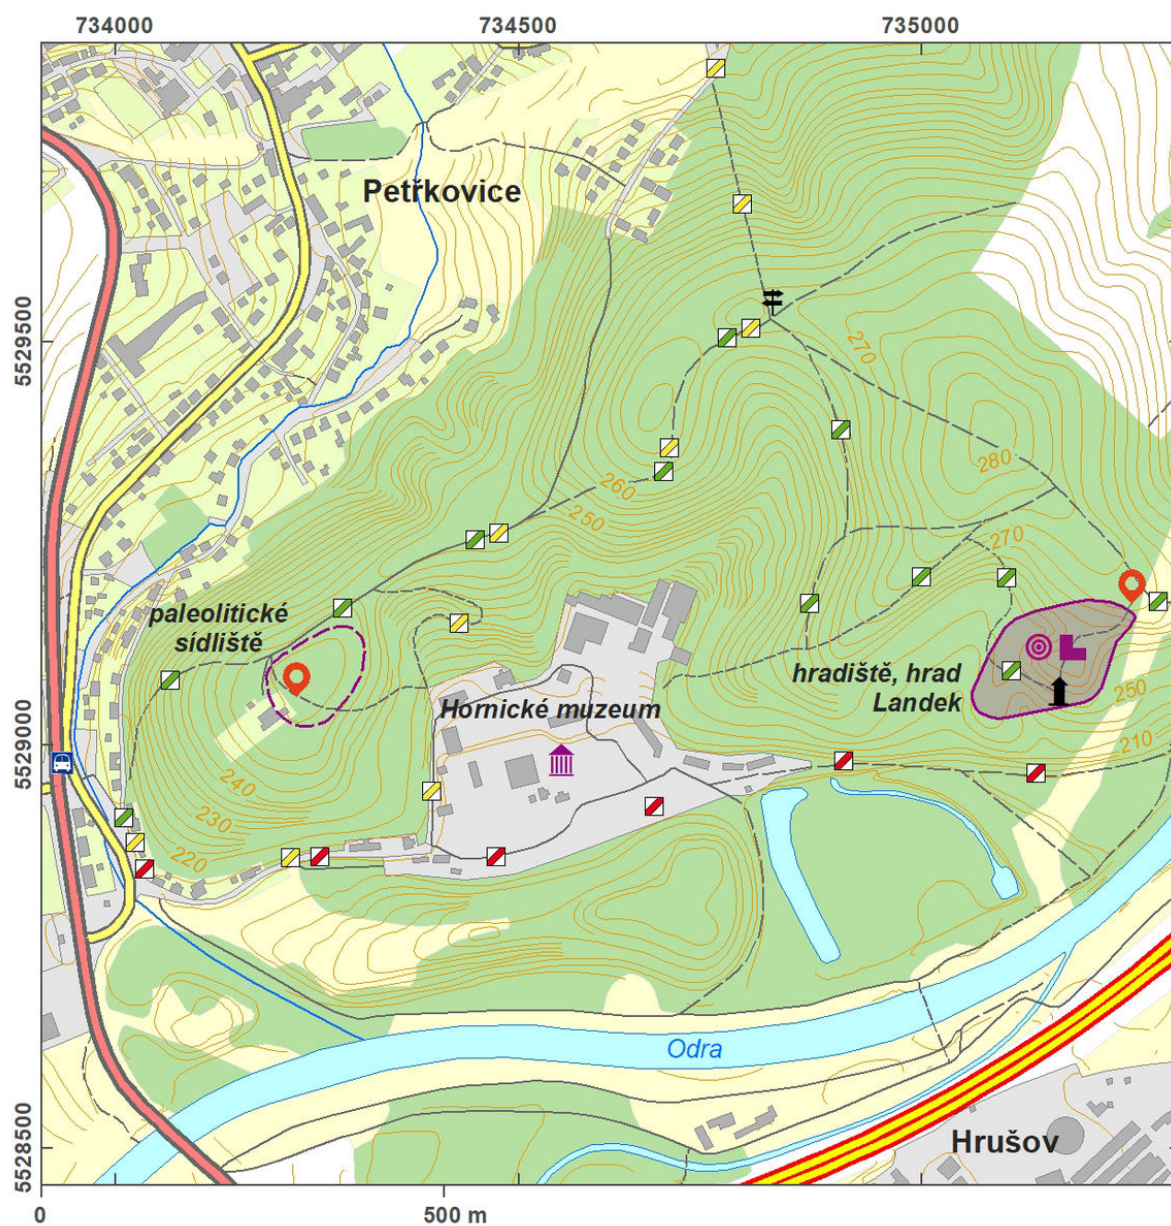 734000
734500
735000
Petřkovice
5529500
270
280
260
250
270
paleolitické
sídliště
hradiště, hrad
Landek
250
Hornické muzeum
210
5529000
240
230
220
Odra
5528500
Hrušov
0
500 m